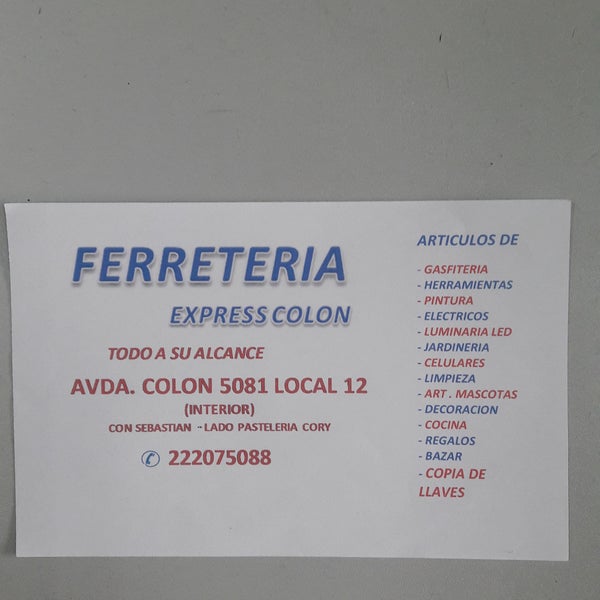 FERRETERIA
EXPRESS COLON
TODO A SU ALCANCE
AVDA. COLON 5081 LOCAL 12
(INTERIOR)
CON SEBASTIAN - LADO PASTELERIA CORY
✆ 222075088
ARTICULOS DE
- GASFITERIA
- HERRAMIENTAS
- PINTURA
- ELECTRICOS
- LUMINARIA LED
- JARDINERIA
- CELULARES
- LIMPIEZA
- ART . MASCOTAS
- DECORACION
- COCINA
- REGALOS
- BAZAR
- COPIA DE
LLAVES